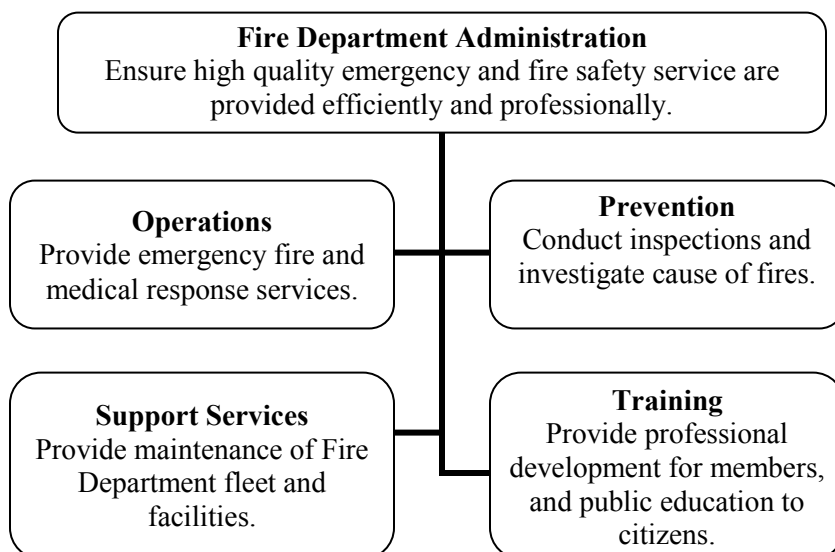 Fire Department Administration
Ensure high quality emergency and fire safety service are
provided efficiently and professionally.
Operations
Provide emergency fire and
medical response services.
Prevention
Conduct inspections and
investigate cause of fires.
Support Services
Provide maintenance of Fire
Department fleet and
facilities.
Training
Provide professional
development for members,
and public education to
citizens.